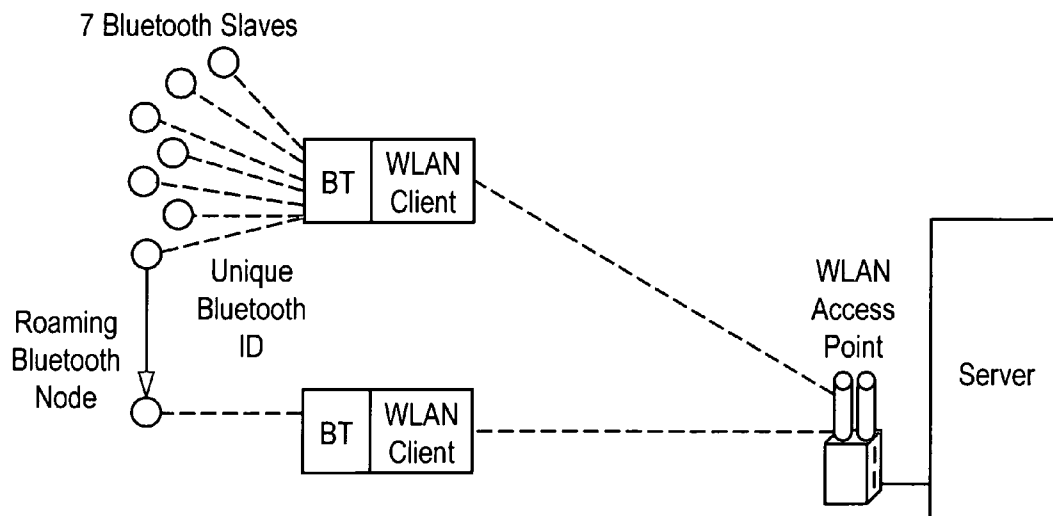 7 Bluetooth Slaves
BT
WLAN
Client
Unique
Bluetooth
ID
Roaming
Bluetooth
Node
BT
WLAN
Client
WLAN
Access
Point
Server